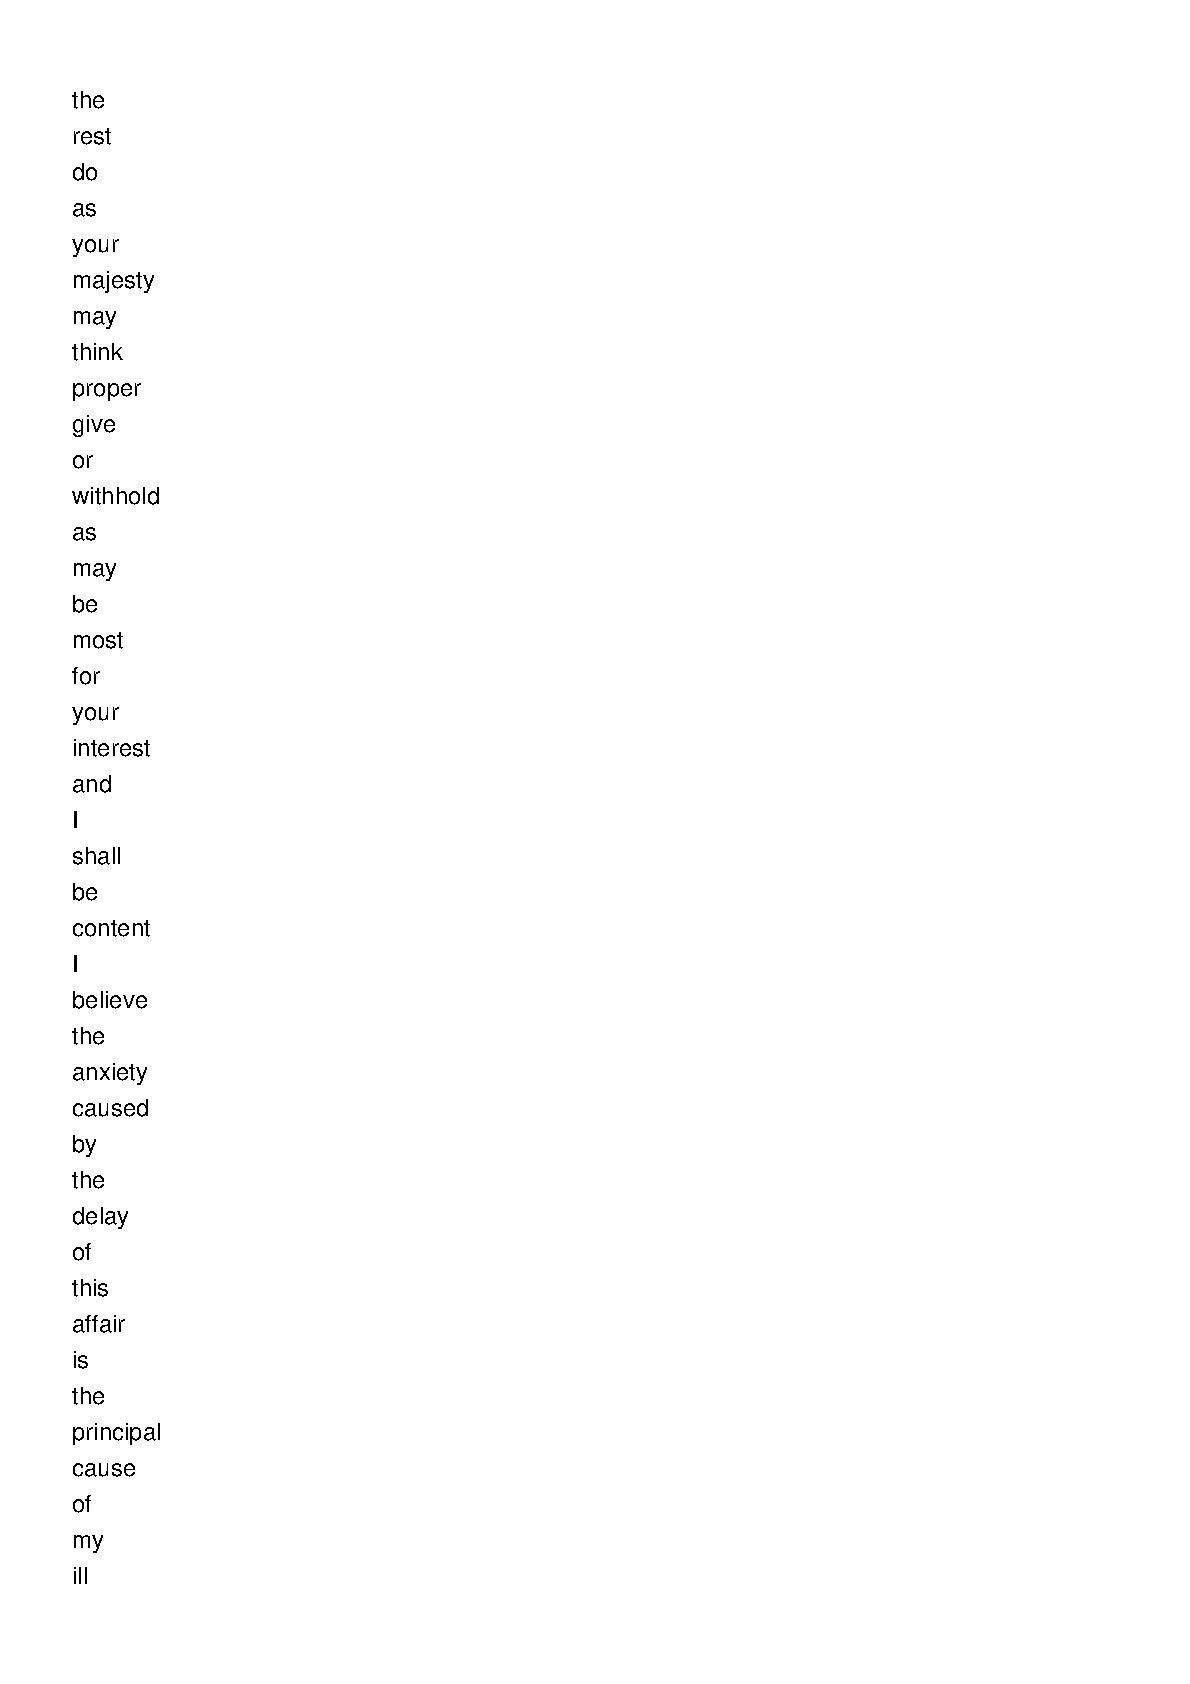 the
rest
do
as
your
majesty
may
think
proper
give
or
withhold
as
may
be
most
for
your
interest
and
I
shall
be
content
I
believe
the
anxiety
caused
by
the
delay
of
this
affair
is
the
principal
cause
of
my
ill